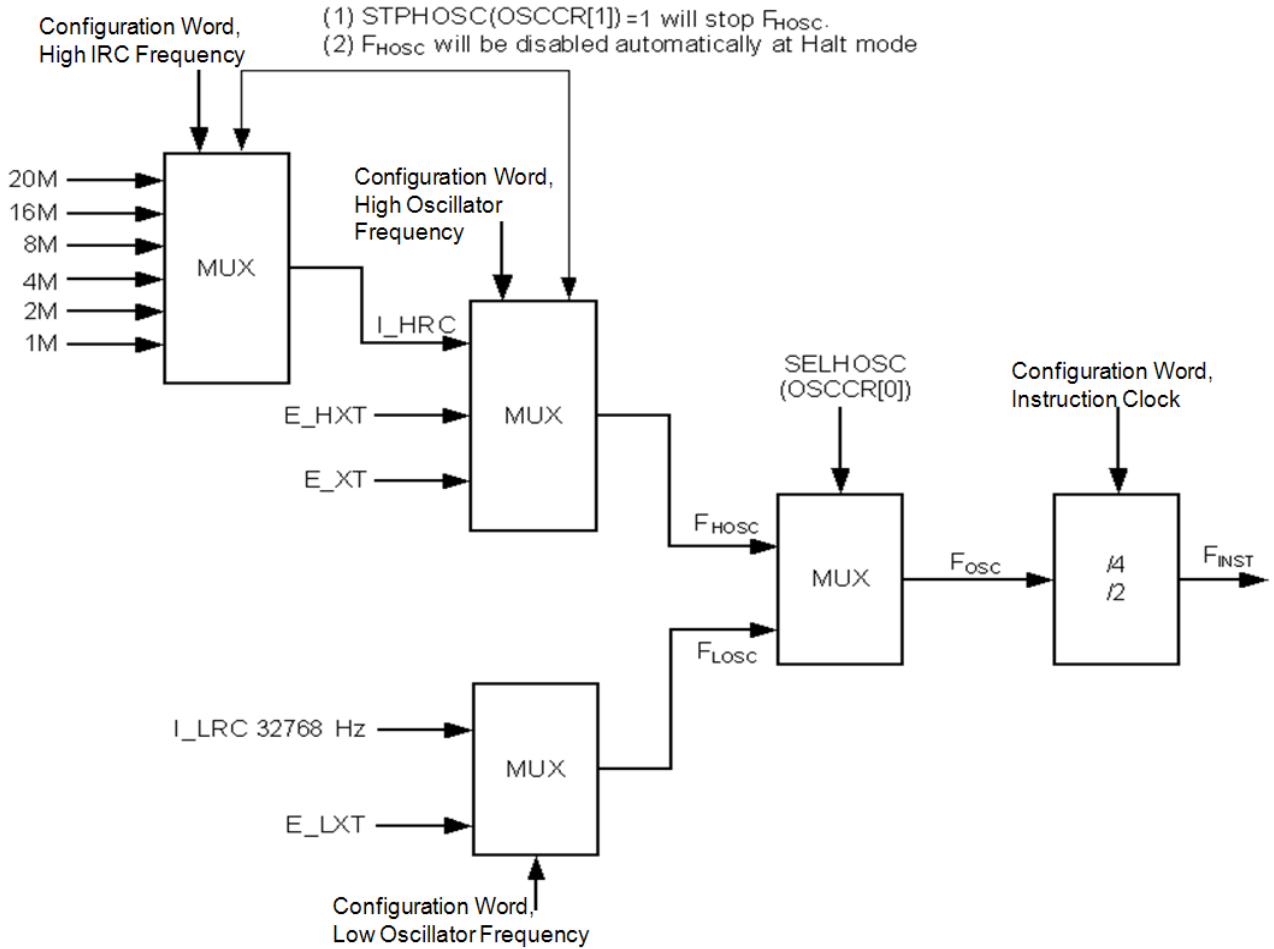 (1) STPHOSC(OSCCR[1])=1 will stop FHOSC.
(2) FHOSC will be disabled automatically at Halt mode
Configuration Word,
High IRC Frequency
20M
16M
8M
4M
2M
1M
MUX
I_HRC
Configuration Word,
High Oscillator
Frequency
E_HXT
E_XT
MUX
FHOSC
SELHOSC
(OSCCR[0])
MUX
FLOSC
FOSC
Configuration Word,
Instruction Clock
/4
/2
FINST
I_LRC 32768 Hz
E_LXT
MUX
Configuration Word,
Low Oscillator Frequency